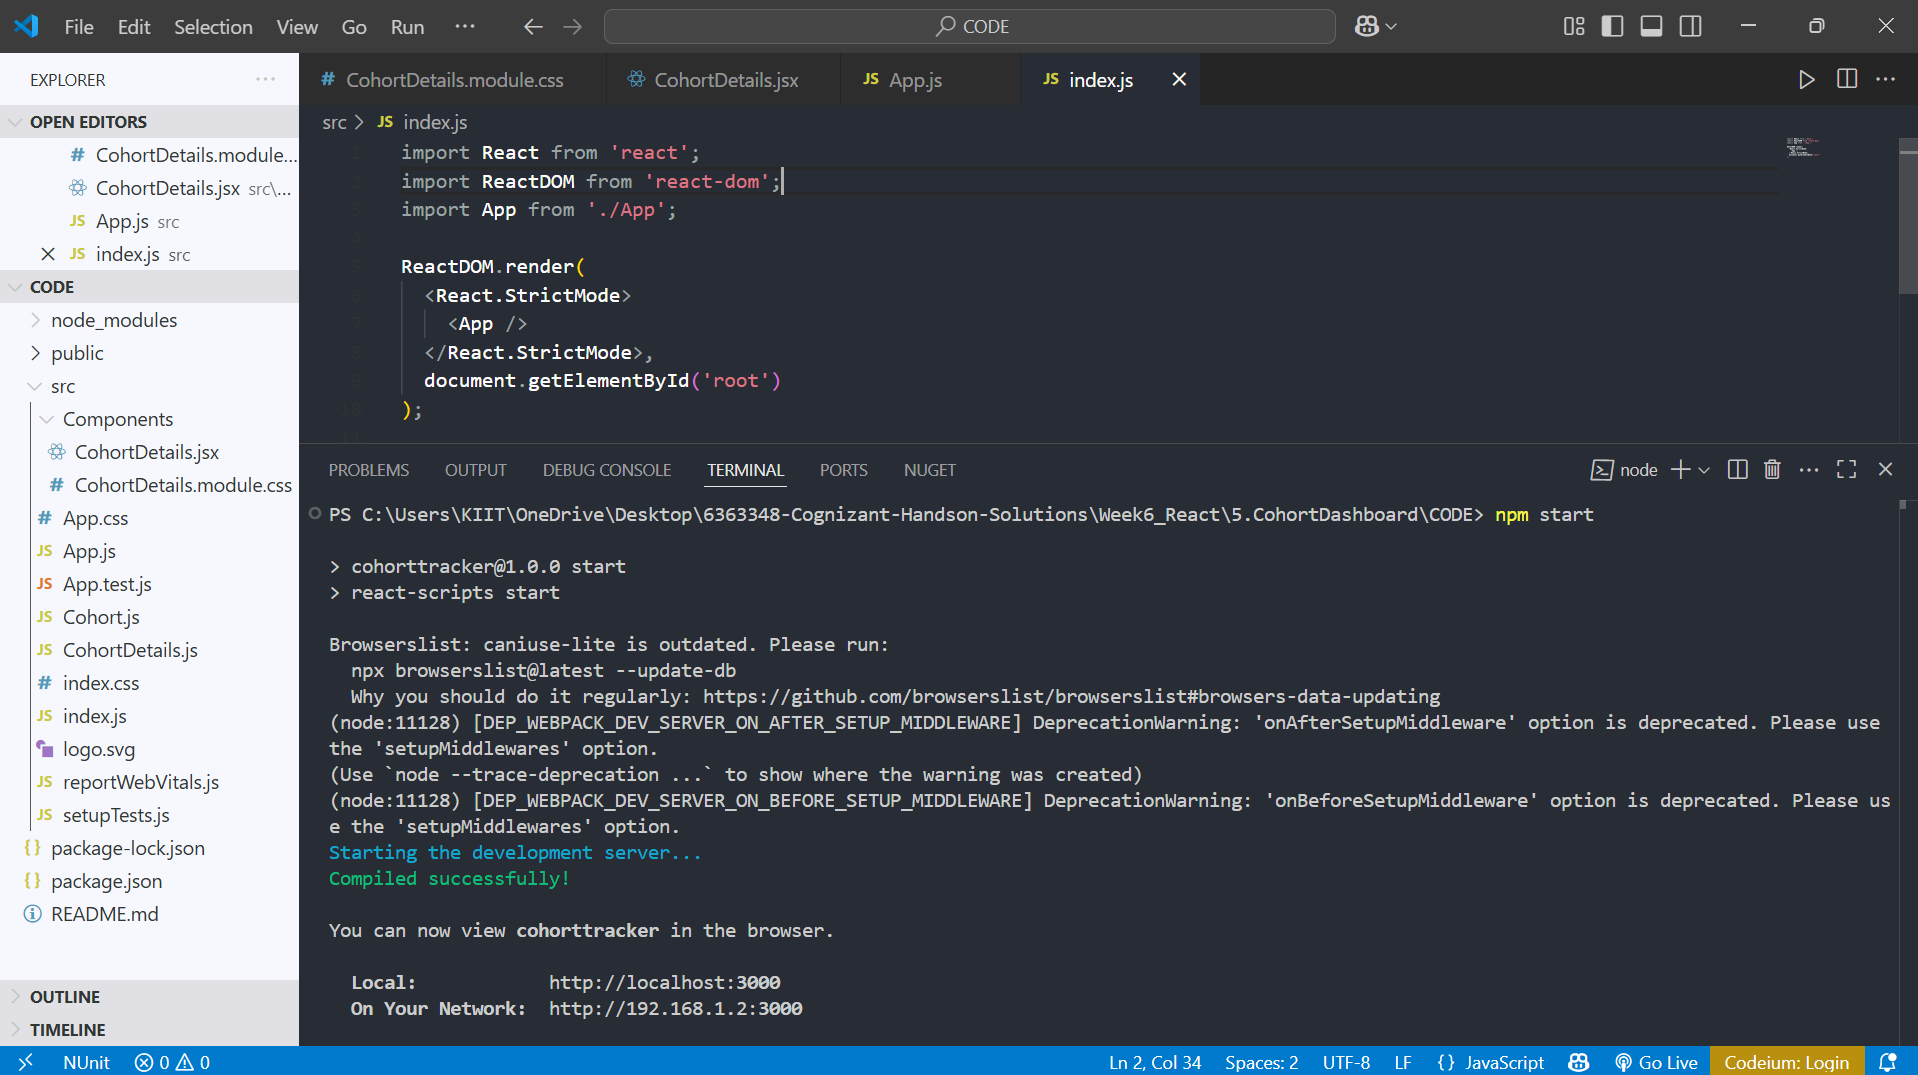 File Edit Selection View Go Run ··· CODE
EXPLORER ···
OPEN EDITORS
# CohortDetails.module...
CohortDetails.jsx src\...
JS App.js src
JS index.js src
CODE
node_modules
public
src
Components
CohortDetails.jsx
# CohortDetails.module.css
# App.css
JS App.js
JS App.test.js
JS Cohort.js
JS CohortDetails.js
# index.css
JS index.js
logo.svg
JS reportWebVitals.js
JS setupTests.js
{} package-lock.json
{} package.json
README.md
OUTLINE
TIMELINE
# CohortDetails.module.css CohortDetails.jsx JS App.js JS index.js
src > JS index.js
1 import React from 'react';
2 import ReactDOM from 'react-dom';
3 import App from './App';
4
5 ReactDOM.render(
6 <React.StrictMode>
7 <App />
8 </React.StrictMode>,
9 document.getElementById('root')
10 );
11
PROBLEMS OUTPUT DEBUG CONSOLE TERMINAL PORTS NUGET node
PS C:\Users\KIIT\OneDrive\Desktop\6363348-Cognizant-Handson-Solutions\Week6_React\5.CohortDashboard\CODE> npm start
> cohorttracker@1.0.0 start
> react-scripts start
Browserslist: caniuse-lite is outdated. Please run:
npx browserslist@latest --update-db
Why you should do it regularly: https://github.com/browserslist/browserslist#browsers-data-updating
(node:11128) [DEP_WEBPACK_DEV_SERVER_ON_AFTER_SETUP_MIDDLEWARE] DeprecationWarning: 'onAfterSetupMiddleware' option is deprecated. Please use
the 'setupMiddlewares' option.
(Use `node --trace-deprecation ...` to show where the warning was created)
(node:11128) [DEP_WEBPACK_DEV_SERVER_ON_BEFORE_SETUP_MIDDLEWARE] DeprecationWarning: 'onBeforeSetupMiddleware' option is deprecated. Please us
e the 'setupMiddlewares' option.
Starting the development server...
Compiled successfully!
You can now view cohorttracker in the browser.
Local: http://localhost:3000
On Your Network: http://192.168.1.2:3000
NUnit 0 0 Ln 2, Col 34 Spaces: 2 UTF-8 LF {} JavaScript Go Live Codeium: Login